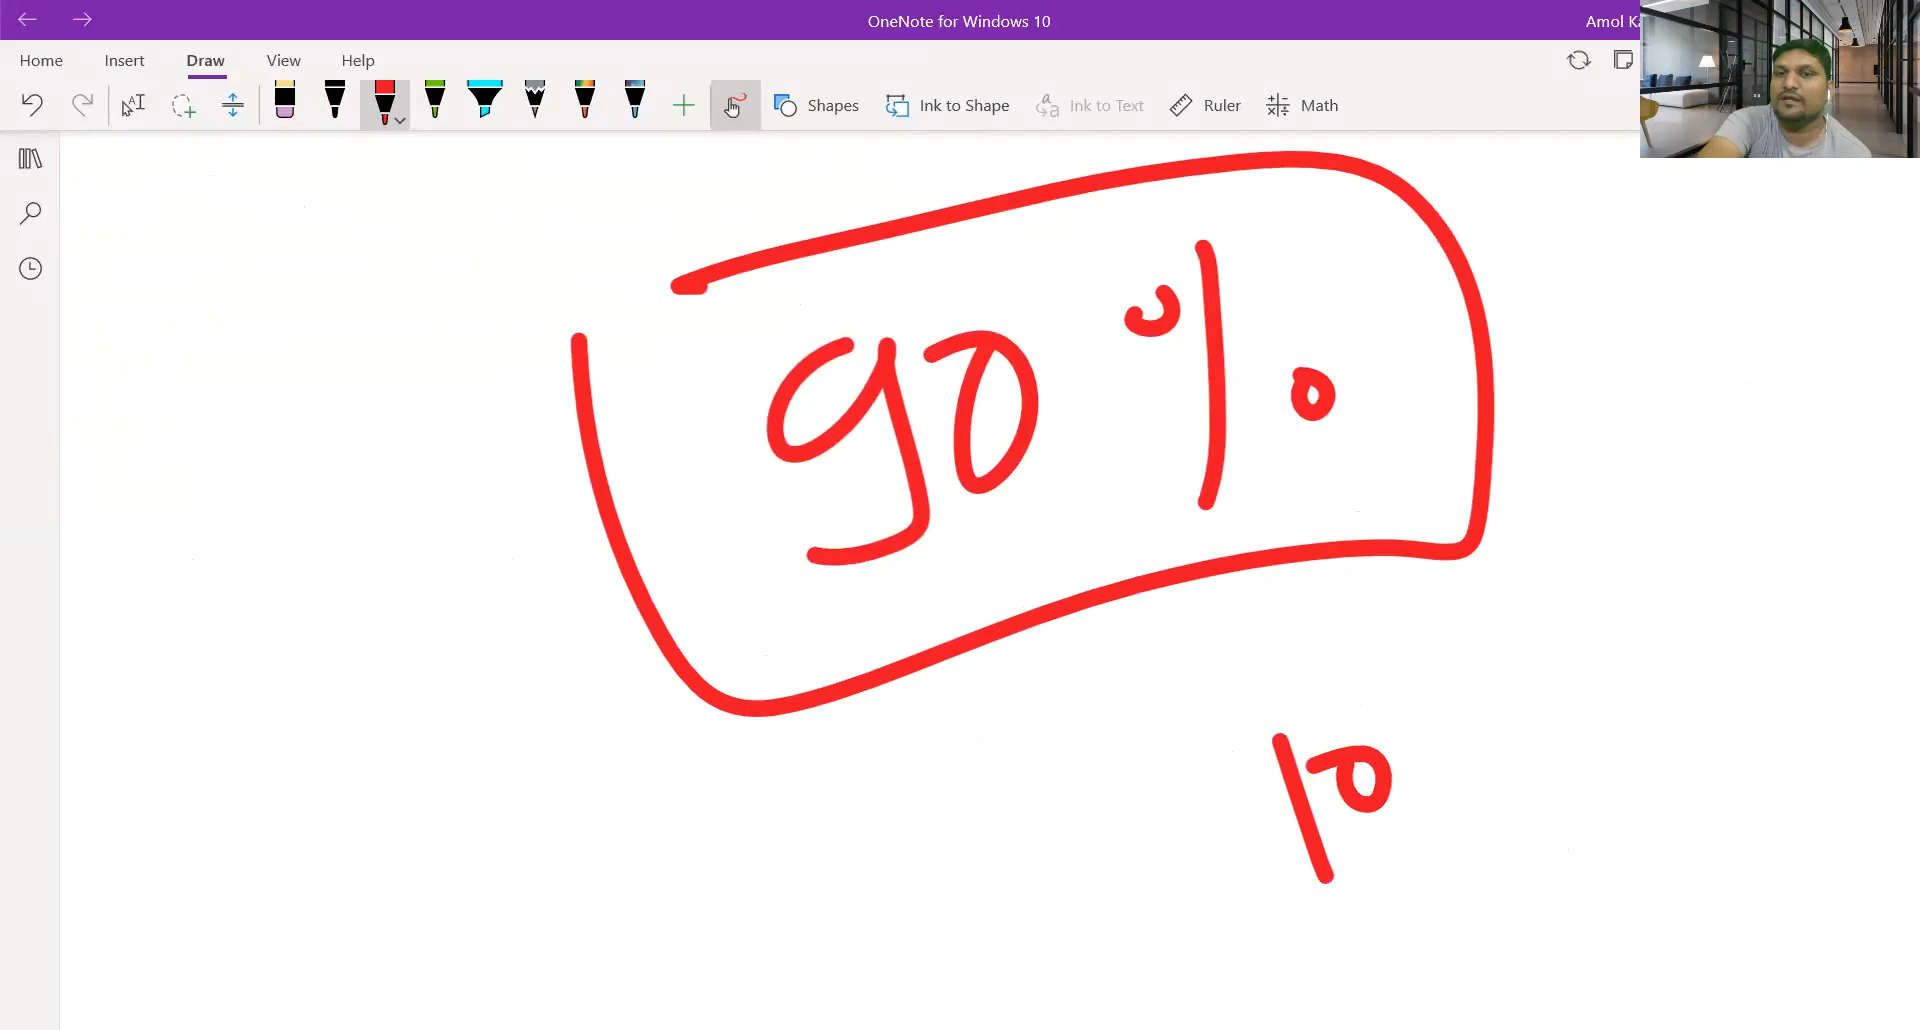 OneNote for Windows 10
Amol Ka
Home Insert Draw View Help
Shapes Ink to Shape Ink to Text Ruler Math
90 %
10